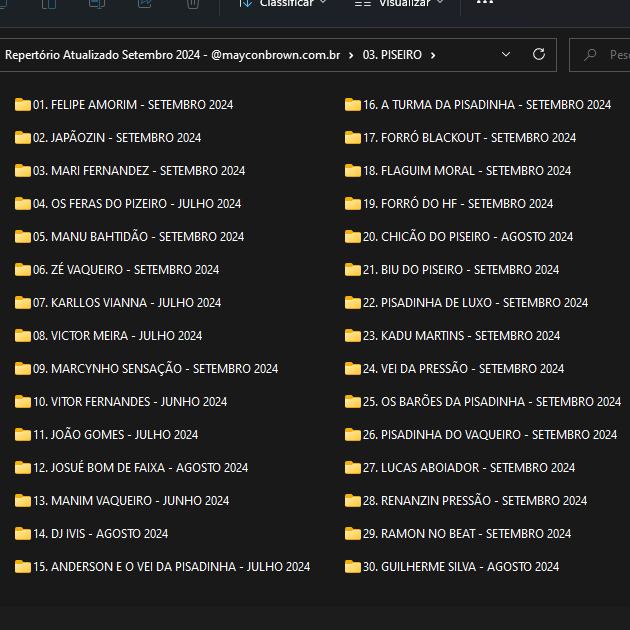 Classificar
Visualizar
Repertório Atualizado Setembro 2024 - @mayconbrown.com.br > 03. PISEIRO >
01. FELIPE AMORIM - SETEMBRO 2024
02. JAPÃOZIN - SETEMBRO 2024
03. MARI FERNANDEZ - SETEMBRO 2024
04. OS FERAS DO PIZEIRO - JULHO 2024
05. MANU BAHTIDÃO - SETEMBRO 2024
06. ZÉ VAQUEIRO - SETEMBRO 2024
07. KARLLOS VIANNA - JULHO 2024
08. VICTOR MEIRA - JULHO 2024
09. MARCYNHO SENSAÇÃO - SETEMBRO 2024
10. VITOR FERNANDES - JUNHO 2024
11. JOÃO GOMES - JULHO 2024
12. JOSUÉ BOM DE FAIXA - AGOSTO 2024
13. MANIM VAQUEIRO - JUNHO 2024
14. DJ IVIS - AGOSTO 2024
15. ANDERSON E O VEI DA PISADINHA - JULHO 2024
16. A TURMA DA PISADINHA - SETEMBRO 2024
17. FORRÓ BLACKOUT - SETEMBRO 2024
18. FLAGUIM MORAL - SETEMBRO 2024
19. FORRÓ DO HF - SETEMBRO 2024
20. CHICÃO DO PISEIRO - AGOSTO 2024
21. BIU DO PISEIRO - SETEMBRO 2024
22. PISADINHA DE LUXO - SETEMBRO 2024
23. KADU MARTINS - SETEMBRO 2024
24. VEI DA PRESSÃO - SETEMBRO 2024
25. OS BARÕES DA PISADINHA - SETEMBRO 2024
26. PISADINHA DO VAQUEIRO - SETEMBRO 2024
27. LUCAS ABOIADOR - SETEMBRO 2024
28. RENANZIN PRESSÃO - SETEMBRO 2024
29. RAMON NO BEAT - SETEMBRO 2024
30. GUILHERME SILVA - AGOSTO 2024